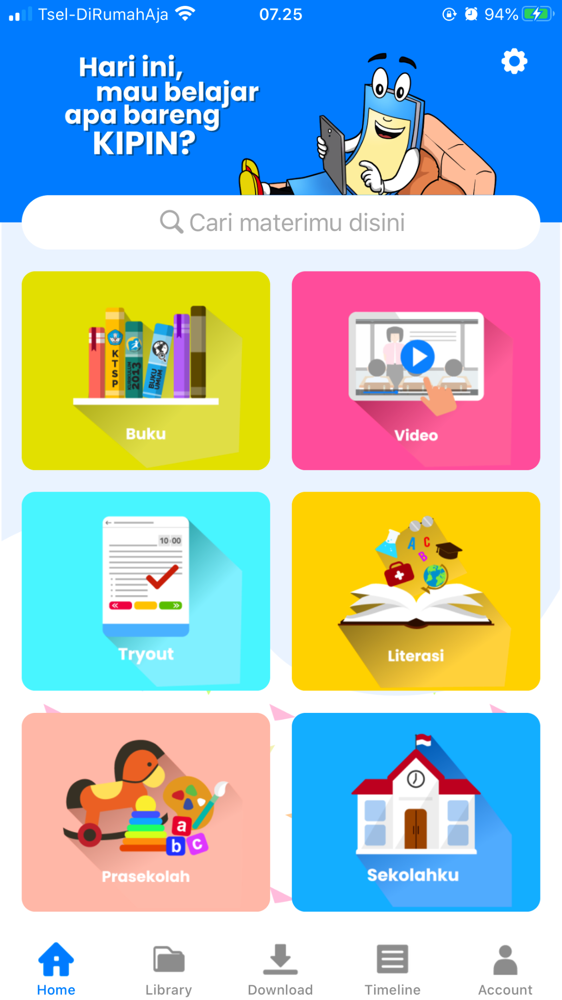 Tsel-DiRumahAja 07.25 94%
Hari ini,
mau belajar
apa bareng
KIPIN?
Cari materimu disini
KTSP
KURIKULUM
2013
BUKU
UMUM
Buku
Video
10:00
Tryout
A C
B
Literasi
a
b c
Prasekolah
Sekolahku
Home Library Download Timeline Account